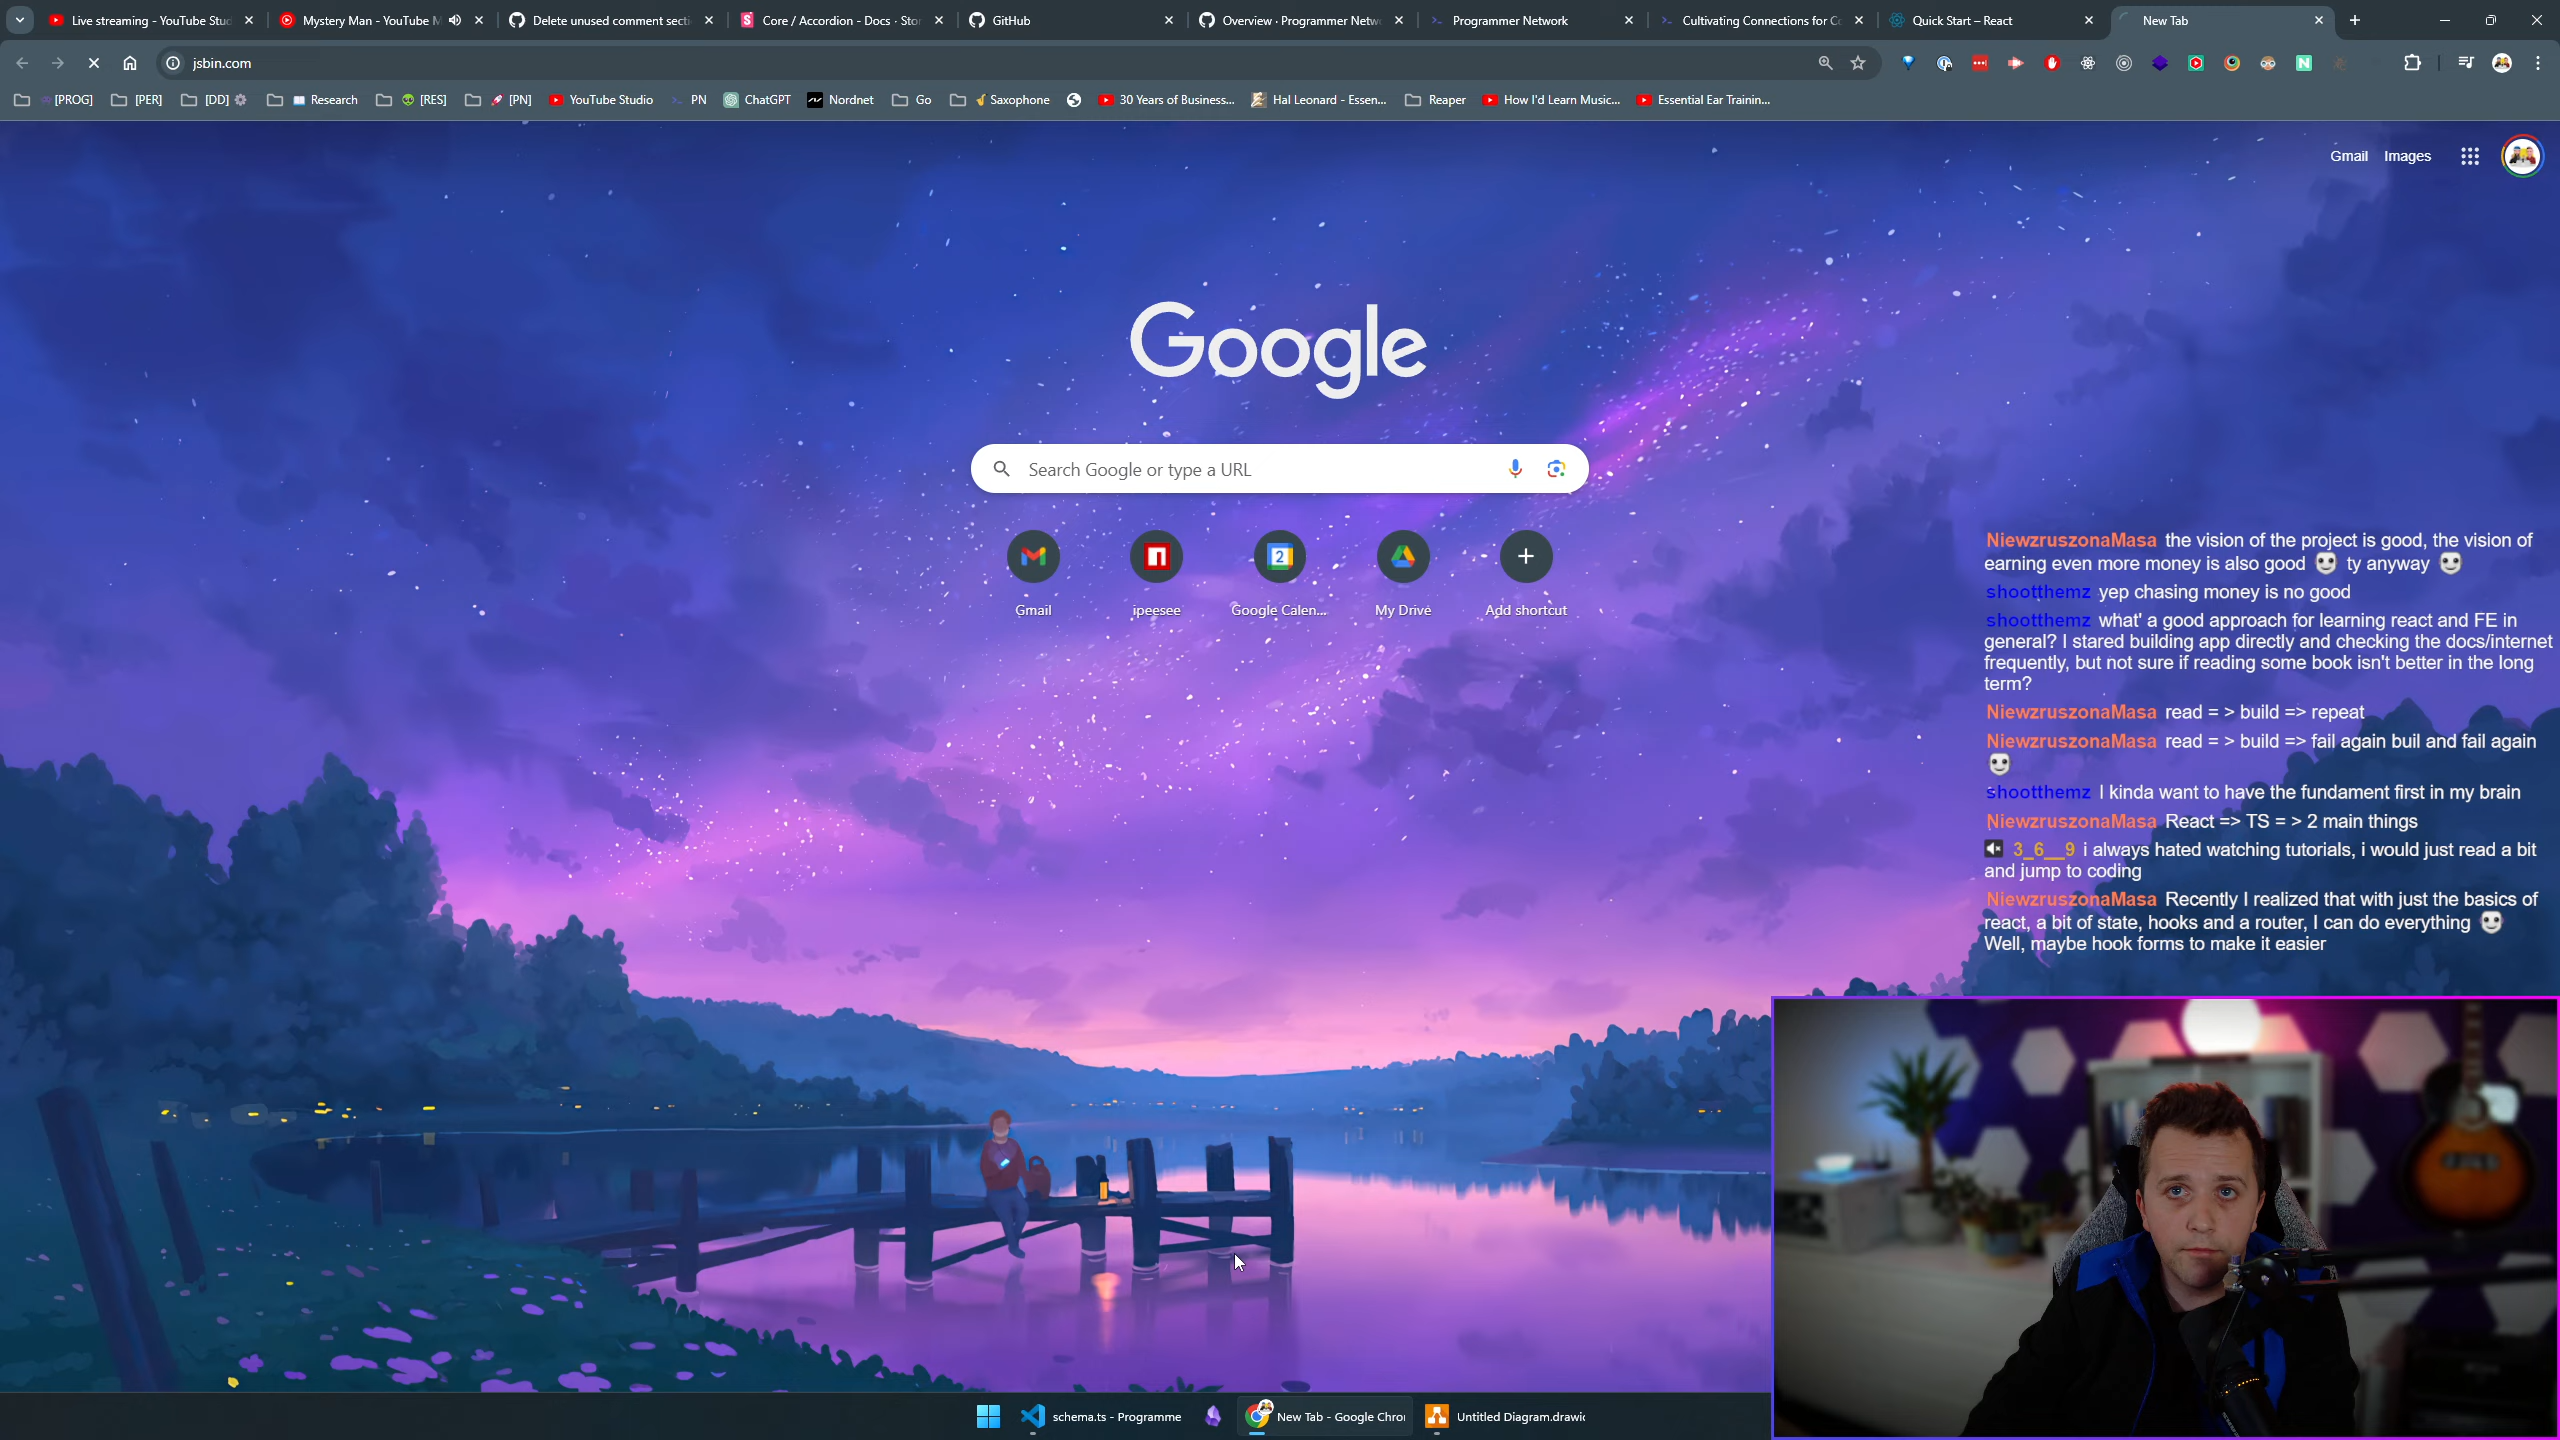 Live streaming - YouTube Stud
Mystery Man - YouTube M
Delete unused comment secti
Core / Accordion - Docs · Stor
GitHub
Overview · Programmer Netwo
Programmer Network
Cultivating Connections for Co
Quick Start – React
New Tab
jsbin.com
[PROG]
[PER]
[DD]
Research
[RES]
[PN]
YouTube Studio
PN
ChatGPT
Nordnet
Go
Saxophone
30 Years of Business...
Hal Leonard - Essen...
Reaper
How I'd Learn Music...
Essential Ear Trainin...
Gmail
Images
Google
Search Google or type a URL
Gmail
ipeesee
Google Calen...
My Drive
Add shortcut
NiewzruszonaMasa the vision of the project is good, the vision of
earning even more money is also good ty anyway
shootthemz yep chasing money is no good
shootthemz what' a good approach for learning react and FE in
general? I stared building app directly and checking the docs/internet
frequently, but not sure if reading some book isn't better in the long
term?
NiewzruszonaMasa read = > build => repeat
NiewzruszonaMasa read = > build => fail again buil and fail again
shootthemz I kinda want to have the fundament first in my brain
NiewzruszonaMasa React => TS = > 2 main things
3_6__9 i always hated watching tutorials, i would just read a bit
and jump to coding
NiewzruszonaMasa Recently I realized that with just the basics of
react, a bit of state, hooks and a router, I can do everything
Well, maybe hook forms to make it easier
schema.ts - Programme
New Tab - Google Chro
Untitled Diagram.drawio